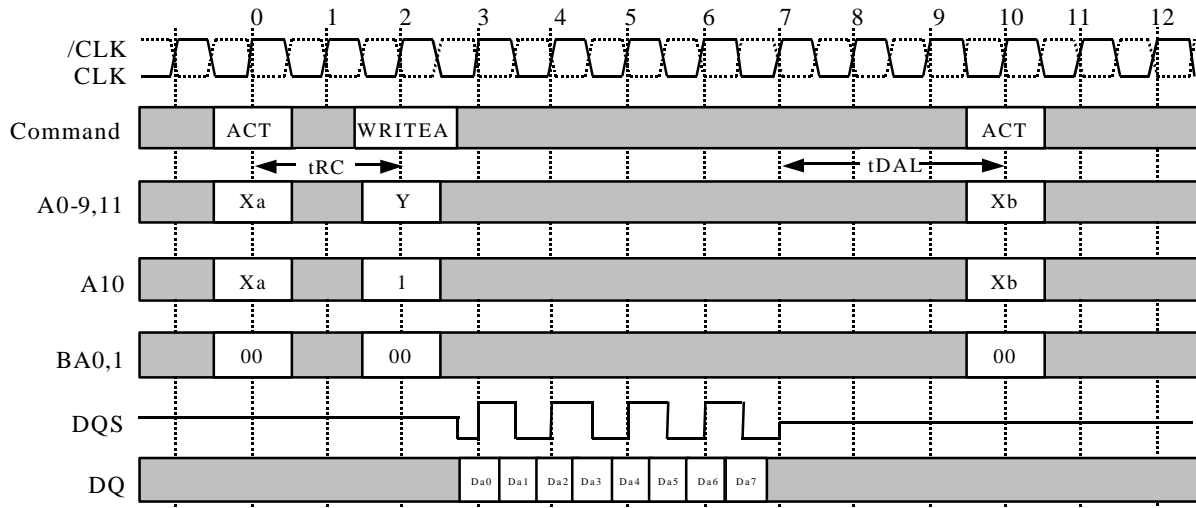 0 1 2 3 4 5 6 7 8 9 10 11 12
/CLK
CLK
Command ACT WRITEA ACT
tRC tDAL
A0-9,11 Xa Y Xb
A10 Xa 1 Xb
BA0,1 00 00 00
DQS
DQ Da0 Da1 Da2 Da3 Da4 Da5 Da6 Da7